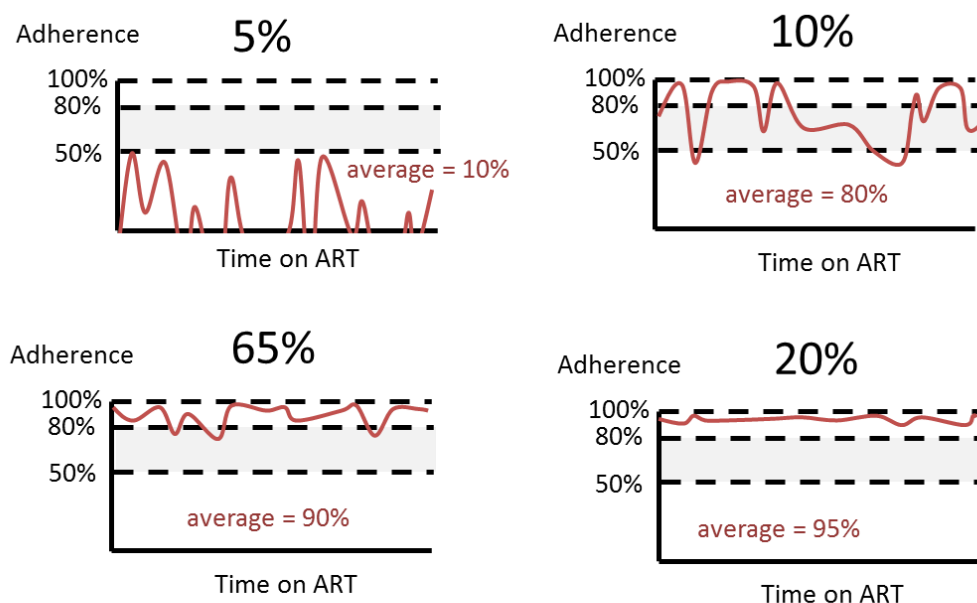 5%
Adherence
100%
80%
50%
average = 10%
Time on ART
10%
Adherence
100%
80%
50%
average = 80%
Time on ART
65%
Adherence
100%
80%
50%
average = 90%
Time on ART
20%
Adherence
100%
80%
50%
average = 95%
Time on ART